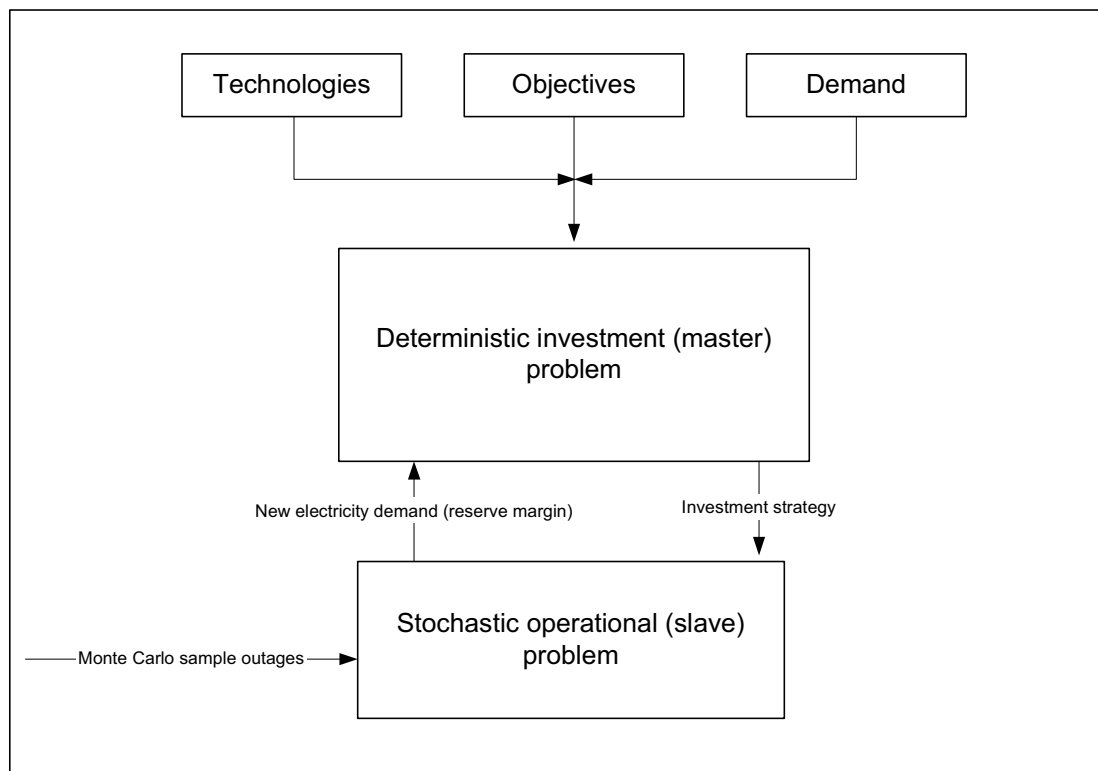 Technologies
Objectives
Demand
Deterministic investment (master)
problem
New electricity demand (reserve margin)
Investment strategy
Stochastic operational (slave)
problem
Monte Carlo sample outages